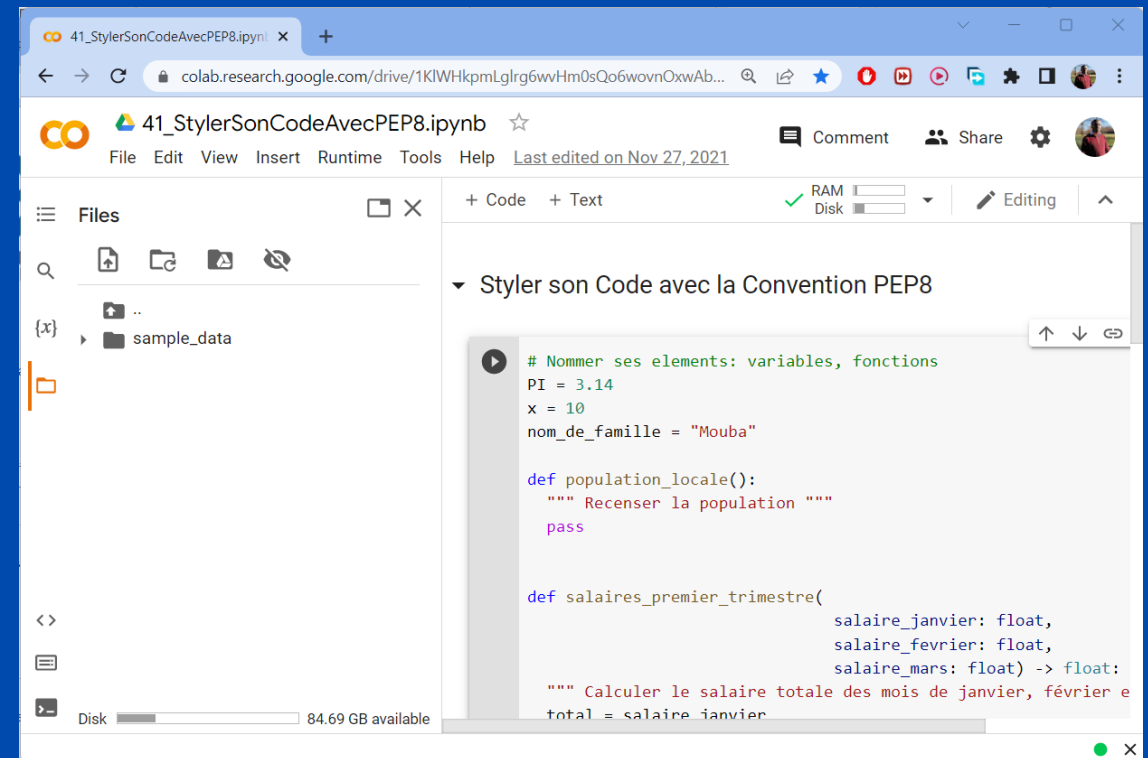 41_StylerSonCodeAvecPEP8.ipynb
colab.research.google.com/drive/1KlWHkpmLglrg6wvHm0sQo6wovnOxwAb...
41_StylerSonCodeAvecPEP8.ipynb
Comment Share
File Edit View Insert Runtime Tools Help Last edited on Nov 27, 2021
Files
..
sample_data
{x}
Disk 84.69 GB available
+ Code + Text
RAM
Disk
Editing
Styler son Code avec la Convention PEP8
# Nommer ses elements: variables, fonctions
PI = 3.14
x = 10
nom_de_famille = "Mouba"
def population_locale():
""" Recenser la population """
pass
def salaires_premier_trimestre(
salaire_janvier: float,
salaire_fevrier: float,
salaire_mars: float) -> float:
""" Calculer le salaire totale des mois de janvier, février e
total = salaire_janvier